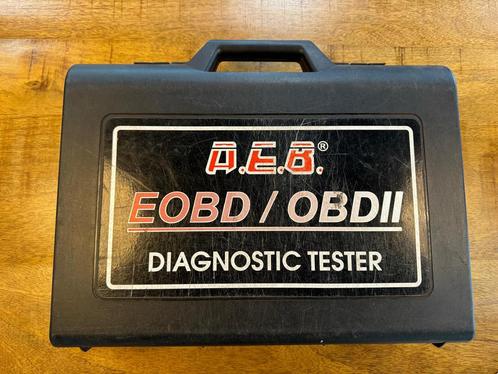 A.E.B.®
EOBD / OBDII
DIAGNOSTIC TESTER